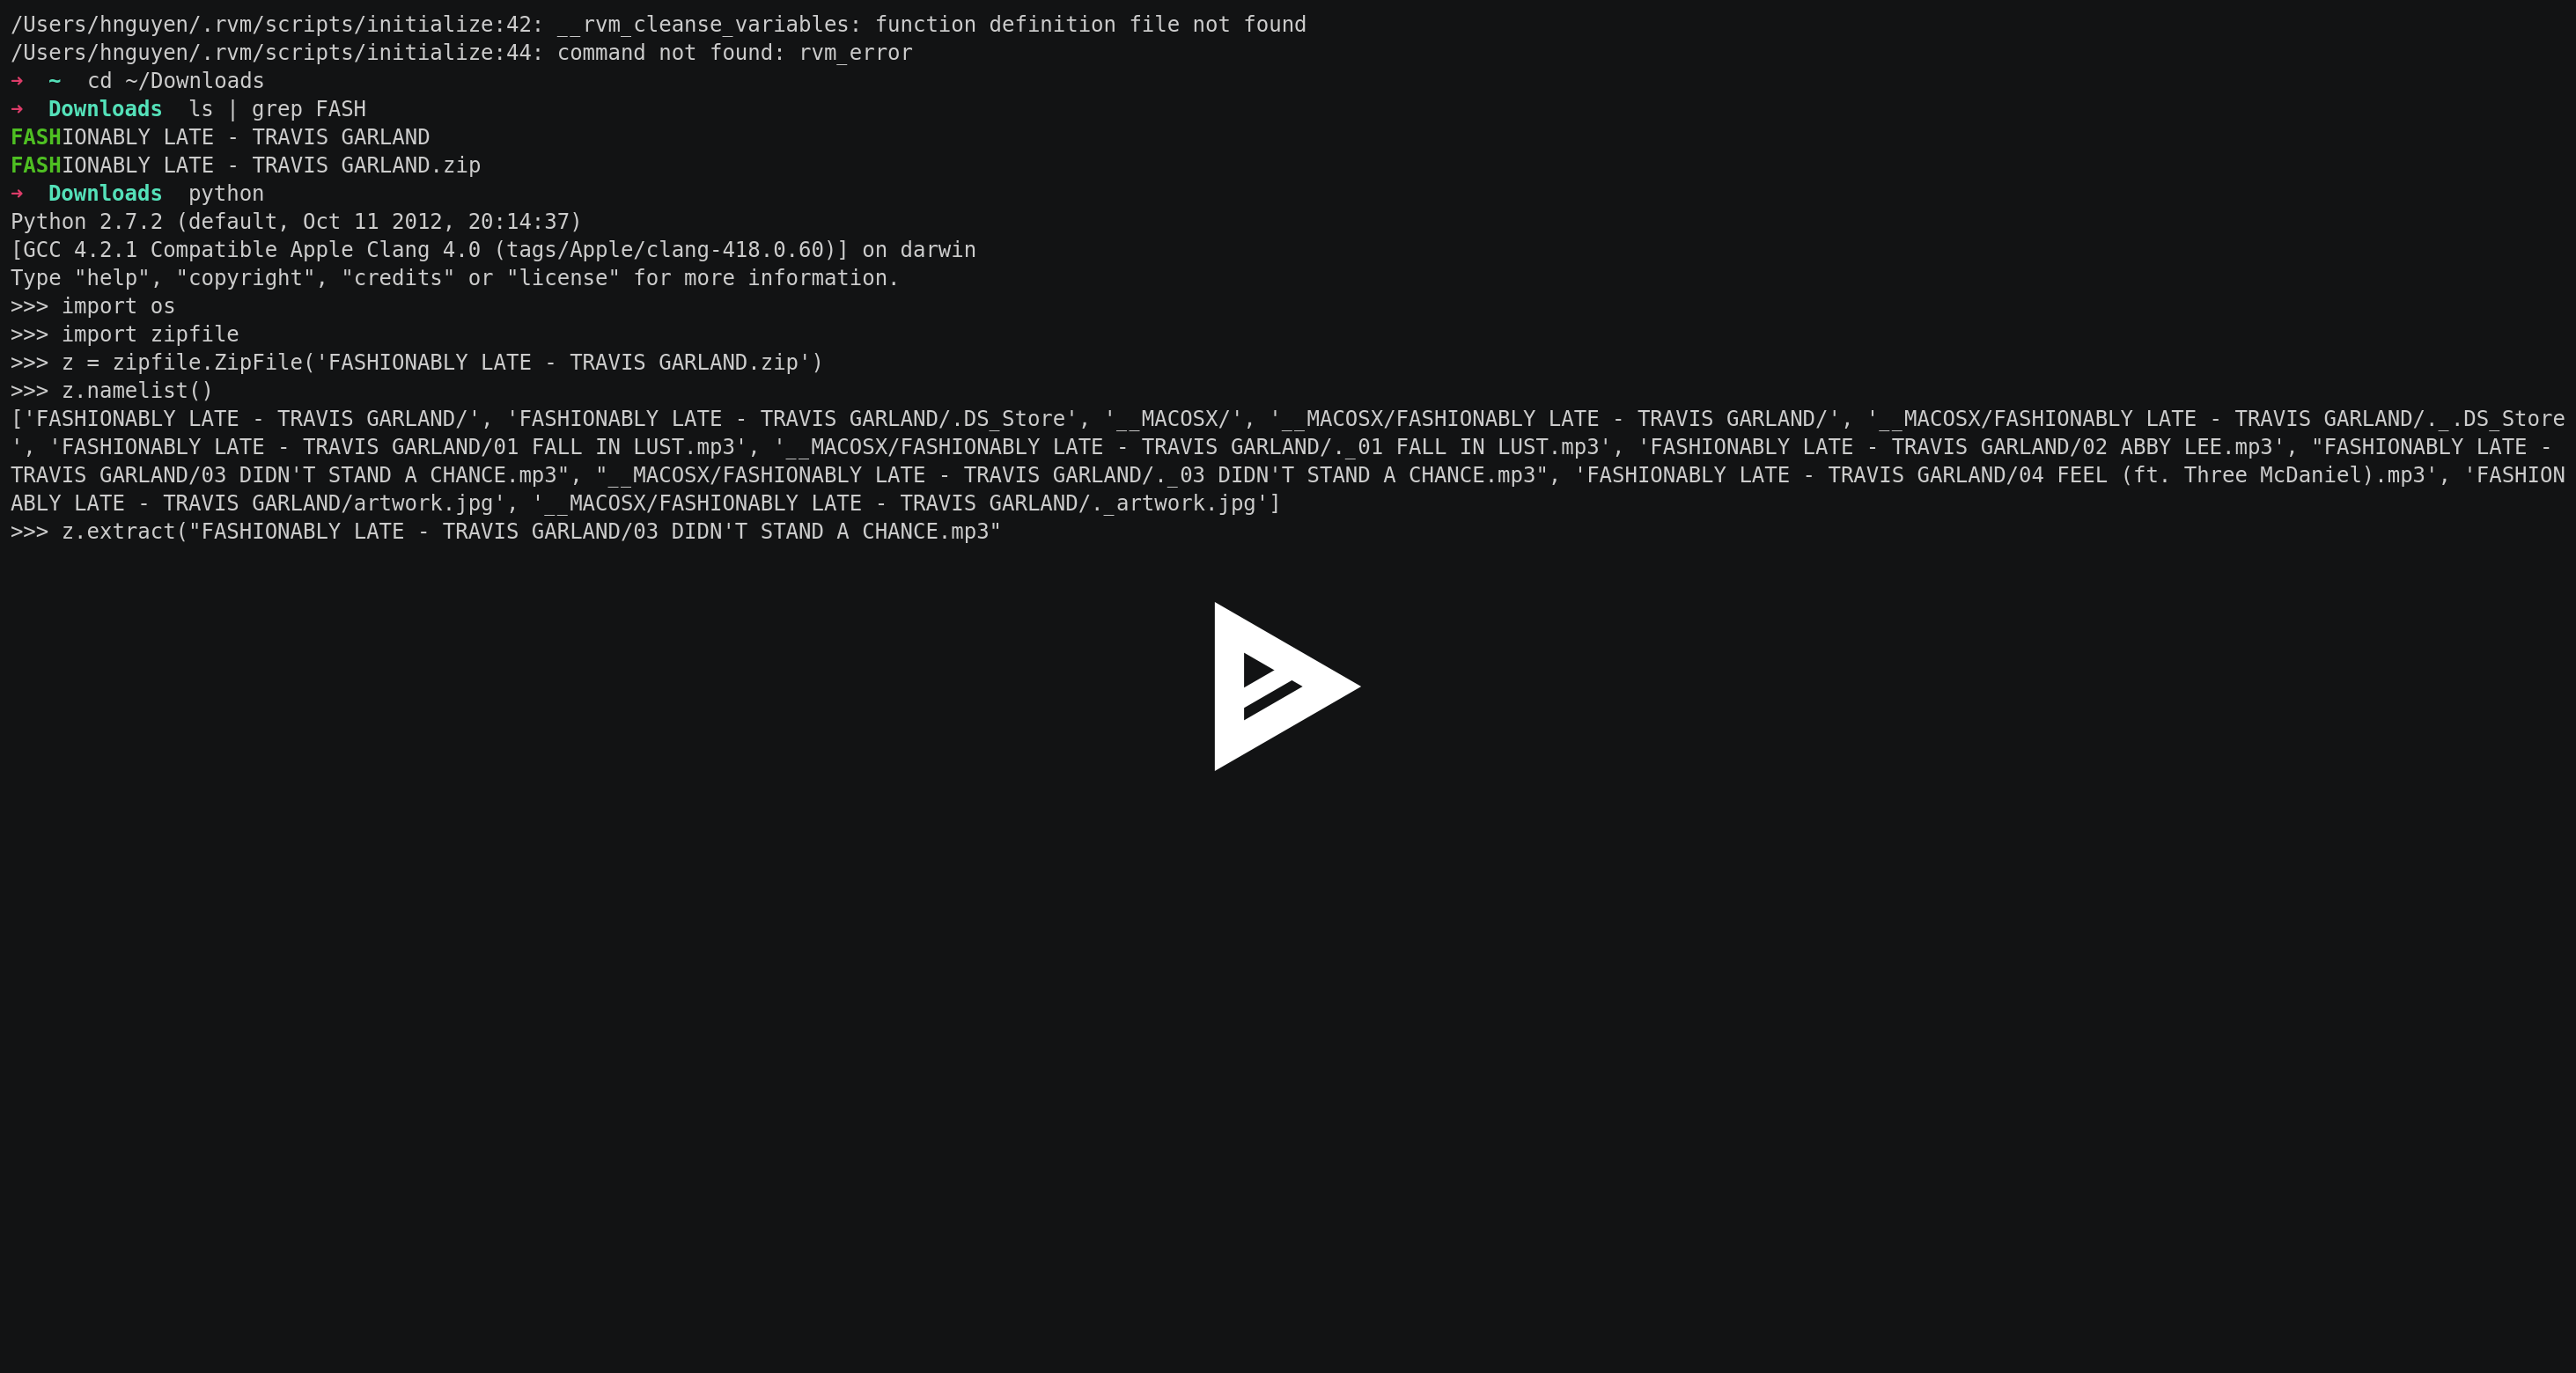 /Users/hnguyen/.rvm/scripts/initialize:42: __rvm_cleanse_variables: function definition file not found
/Users/hnguyen/.rvm/scripts/initialize:44: command not found: rvm_error
➜  ~  cd ~/Downloads
➜  Downloads  ls | grep FASH
FASHIONABLY LATE - TRAVIS GARLAND
FASHIONABLY LATE - TRAVIS GARLAND.zip
➜  Downloads  python
Python 2.7.2 (default, Oct 11 2012, 20:14:37)
[GCC 4.2.1 Compatible Apple Clang 4.0 (tags/Apple/clang-418.0.60)] on darwin
Type "help", "copyright", "credits" or "license" for more information.
>>> import os
>>> import zipfile
>>> z = zipfile.ZipFile('FASHIONABLY LATE - TRAVIS GARLAND.zip')
>>> z.namelist()
['FASHIONABLY LATE - TRAVIS GARLAND/', 'FASHIONABLY LATE - TRAVIS GARLAND/.DS_Store', '__MACOSX/', '__MACOSX/FASHIONABLY LATE - TRAVIS GARLAND/', '__MACOSX/FASHIONABLY LATE - TRAVIS GARLAND/._.DS_Store
', 'FASHIONABLY LATE - TRAVIS GARLAND/01 FALL IN LUST.mp3', '__MACOSX/FASHIONABLY LATE - TRAVIS GARLAND/._01 FALL IN LUST.mp3', 'FASHIONABLY LATE - TRAVIS GARLAND/02 ABBY LEE.mp3', "FASHIONABLY LATE -
TRAVIS GARLAND/03 DIDN'T STAND A CHANCE.mp3", "__MACOSX/FASHIONABLY LATE - TRAVIS GARLAND/._03 DIDN'T STAND A CHANCE.mp3", 'FASHIONABLY LATE - TRAVIS GARLAND/04 FEEL (ft. Three McDaniel).mp3', 'FASHION
ABLY LATE - TRAVIS GARLAND/artwork.jpg', '__MACOSX/FASHIONABLY LATE - TRAVIS GARLAND/._artwork.jpg']
>>> z.extract("FASHIONABLY LATE - TRAVIS GARLAND/03 DIDN'T STAND A CHANCE.mp3"